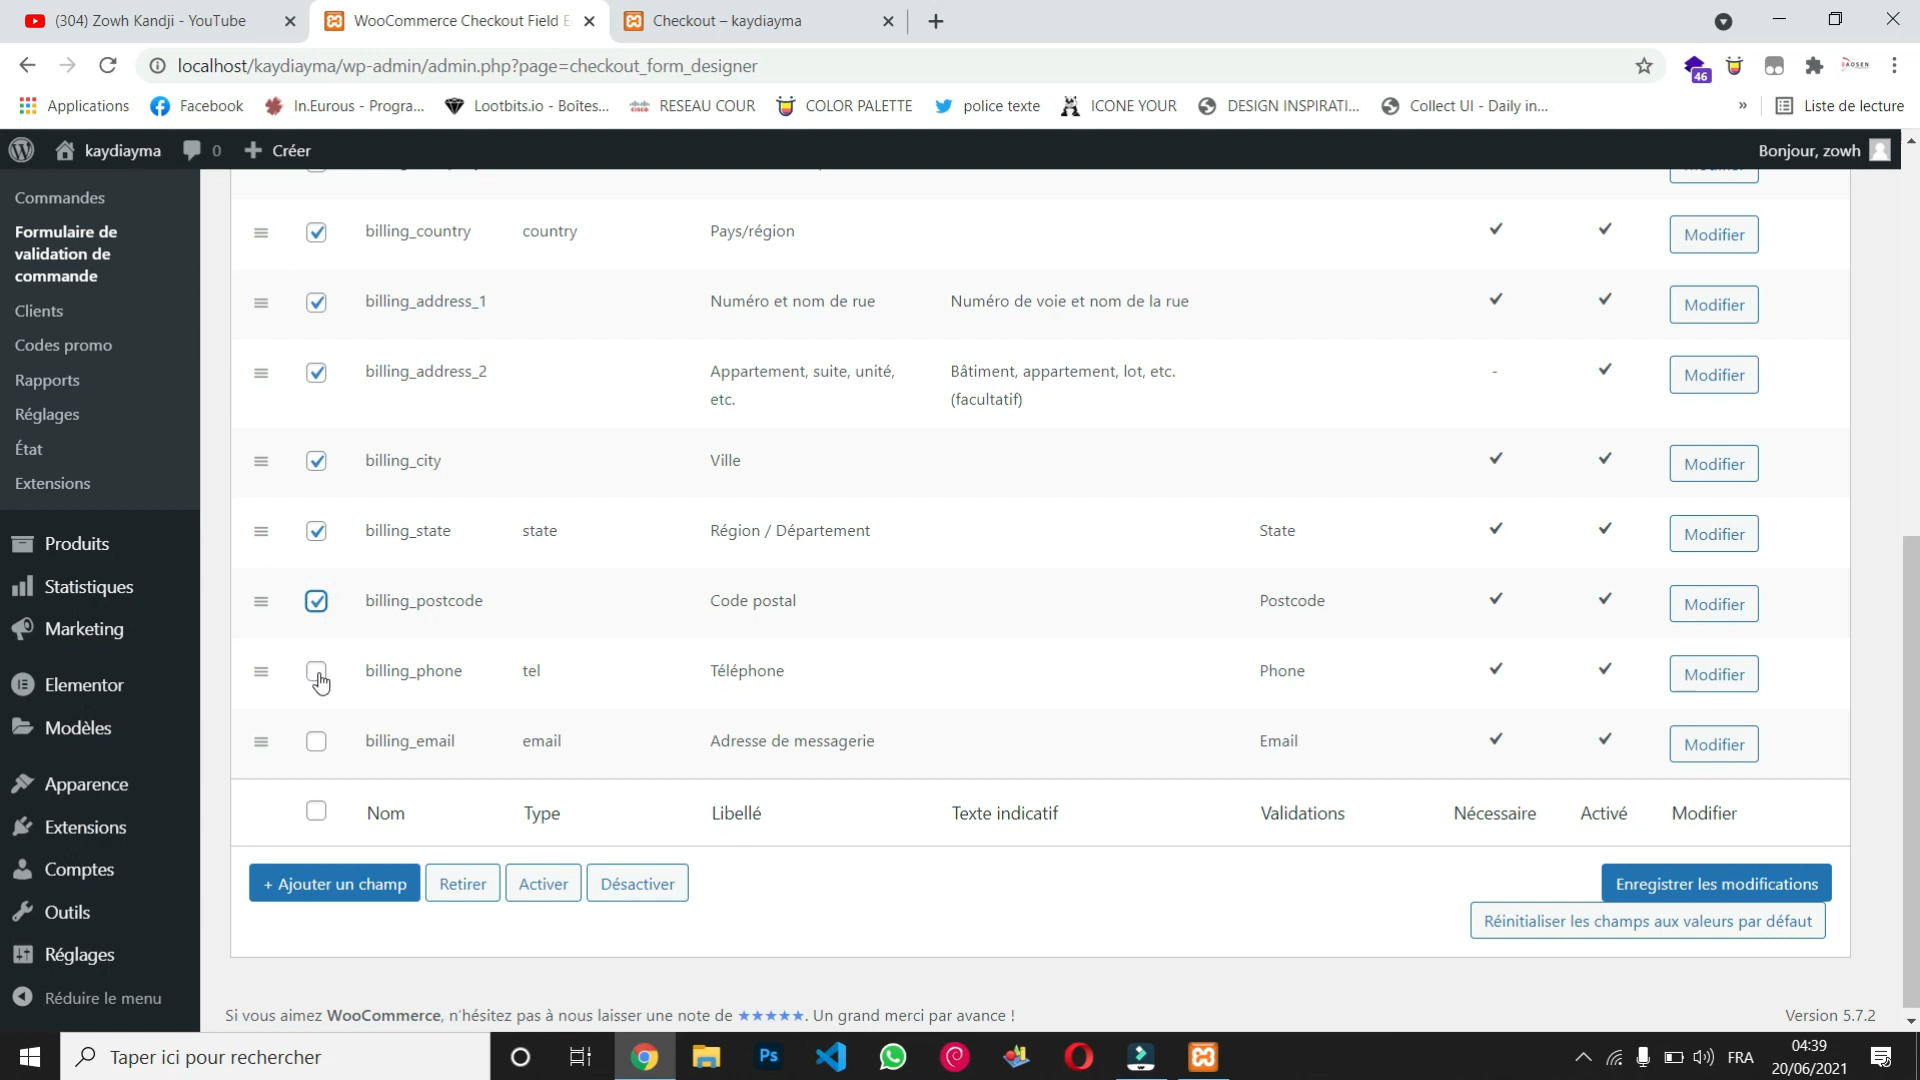 (304) Zowh Kandji - YouTube
WooCommerce Checkout Field E
Checkout – kaydiayma
localhost/kaydiayma/wp-admin/admin.php?page=checkout_form_designer
46
Applications
Facebook
In.Eurous - Progra...
Lootbits.io - Boîtes...
RESEAU COUR
COLOR PALETTE
police texte
ICONE YOUR
DESIGN INSPIRATI...
Collect UI - Daily in...
»
Liste de lecture
kaydiayma
0
Créer
Bonjour, zowh
Commandes
Formulaire de
validation de
commande
Clients
Codes promo
Rapports
Réglages
État
Extensions
Produits
Statistiques
Marketing
Elementor
Modèles
Apparence
Extensions
Comptes
Outils
Réglages
Réduire le menu
billing_country country Pays/région Modifier
billing_address_1 Numéro et nom de rue Numéro de voie et nom de la rue Modifier
billing_address_2 Appartement, suite, unité, Bâtiment, appartement, lot, etc. - Modifier
etc. (facultatif)
billing_city Ville Modifier
billing_state state Région / Département State Modifier
billing_postcode Code postal Postcode Modifier
billing_phone tel Téléphone Phone Modifier
billing_email email Adresse de messagerie Email Modifier
Nom Type Libellé Texte indicatif Validations Nécessaire Activé Modifier
+ Ajouter un champ Retirer Activer Désactiver Enregistrer les modifications
Réinitialiser les champs aux valeurs par défaut
Si vous aimez WooCommerce, n'hésitez pas à nous laisser une note de ★★★★★. Un grand merci par avance !
Version 5.7.2
Taper ici pour rechercher
Ps
FRA
04:39
20/06/2021